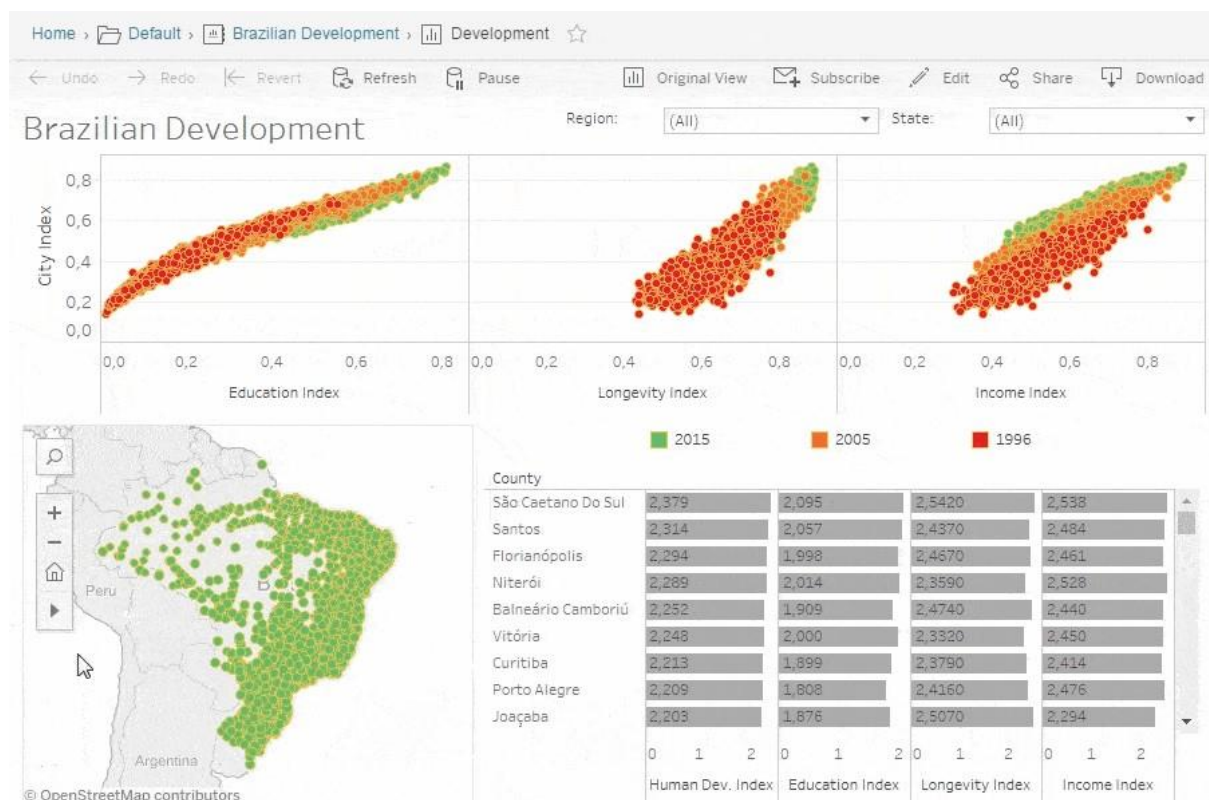 Home › Default › Brazilian Development › Development
Undo Redo Revert Refresh Pause Original View Subscribe Edit Share Download
Brazilian Development
Region: (All) State: (All)
City Index
0,8
0,6
0,4
0,2
0,0
0,0 0,2 0,4 0,6 0,8 0,0 0,2 0,4 0,6 0,8 0,0 0,2 0,4 0,6 0,8
Education Index Longevity Index Income Index
2015 2005 1996
Peru
B
Argentina
© OpenStreetMap contributors
County
São Caetano Do Sul 2,379 2,095 2,5420 2,538
Santos 2,314 2,057 2,4370 2,484
Florianópolis 2,294 1,998 2,4670 2,461
Niterói 2,289 2,014 2,3590 2,528
Balneário Camboriú 2,252 1,909 2,4740 2,440
Vitória 2,248 2,000 2,3320 2,450
Curitiba 2,213 1,899 2,3790 2,414
Porto Alegre 2,209 1,808 2,4160 2,476
Joaçaba 2,203 1,876 2,5070 2,294
0 1 2 0 1 2 0 1 2 0 1 2
Human Dev. Index Education Index Longevity Index Income Index